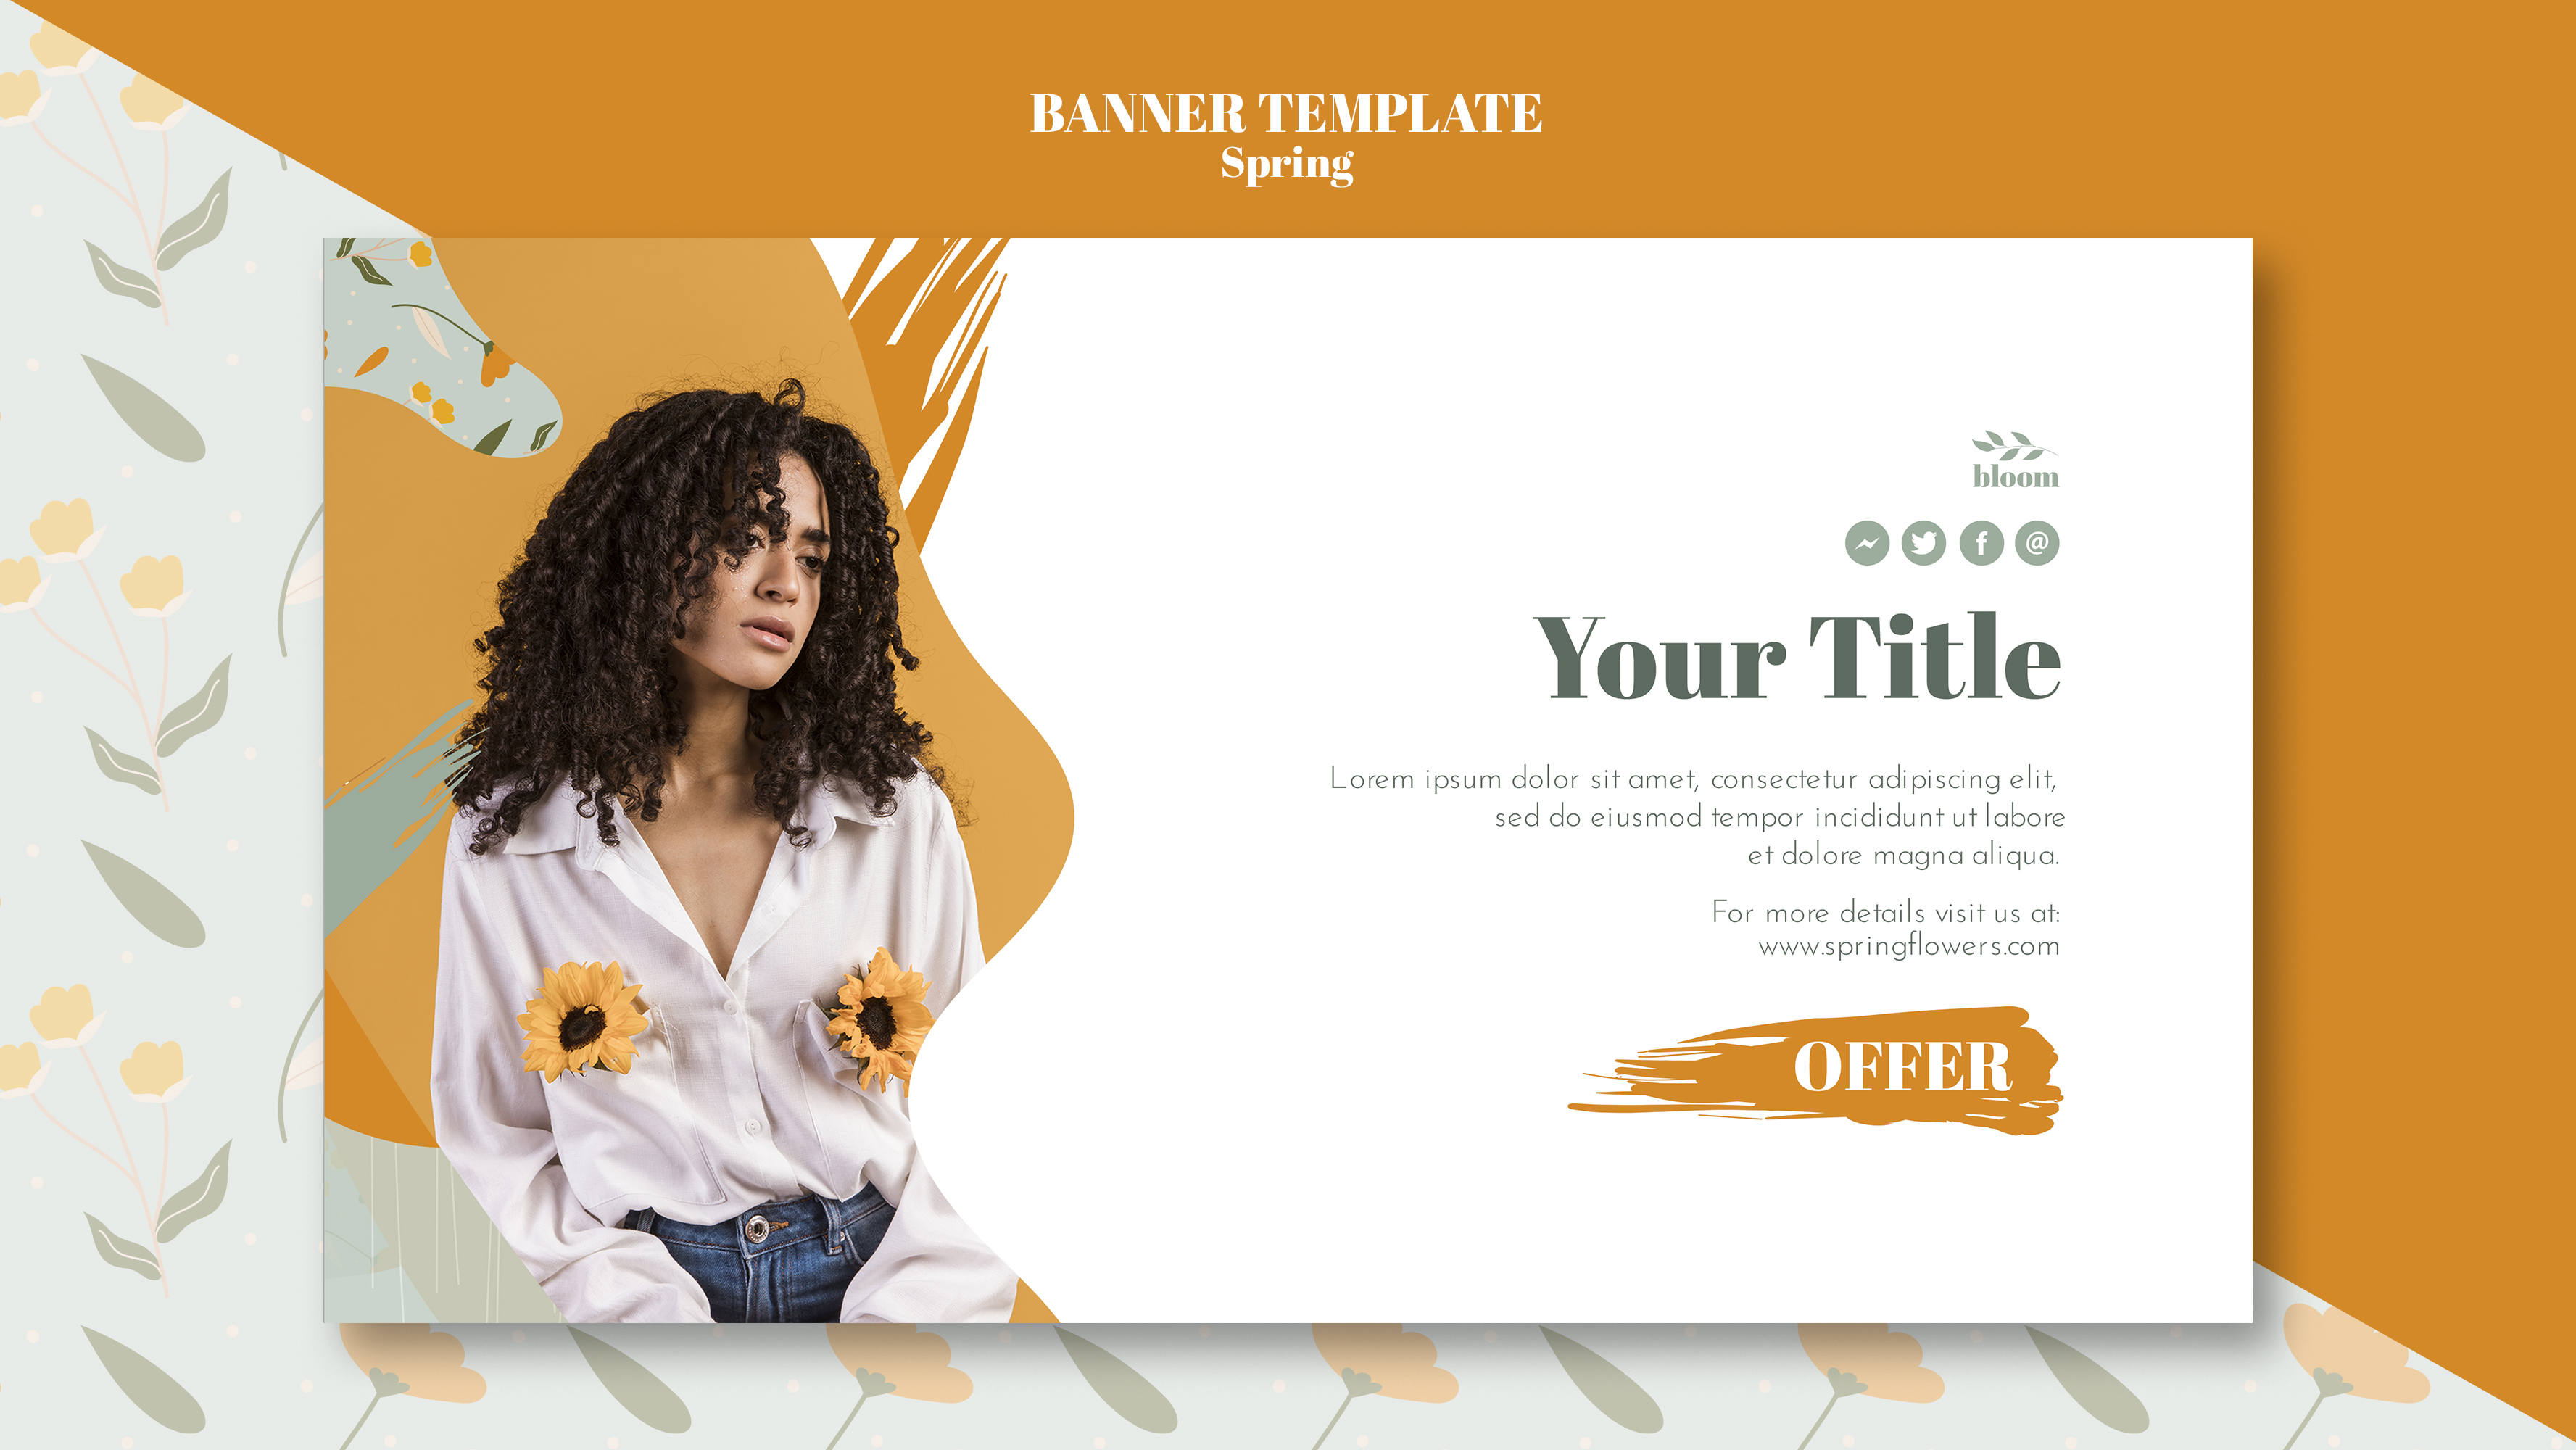 BANNER TEMPLATE
Spring
bloom
Your Title
Lorem ipsum dolor sit amet, consectetur adipiscing elit,
sed do eiusmod tempor incididunt ut labore
et dolore magna aliqua.
For more details visit us at:
www.springflowers.com
OFFER